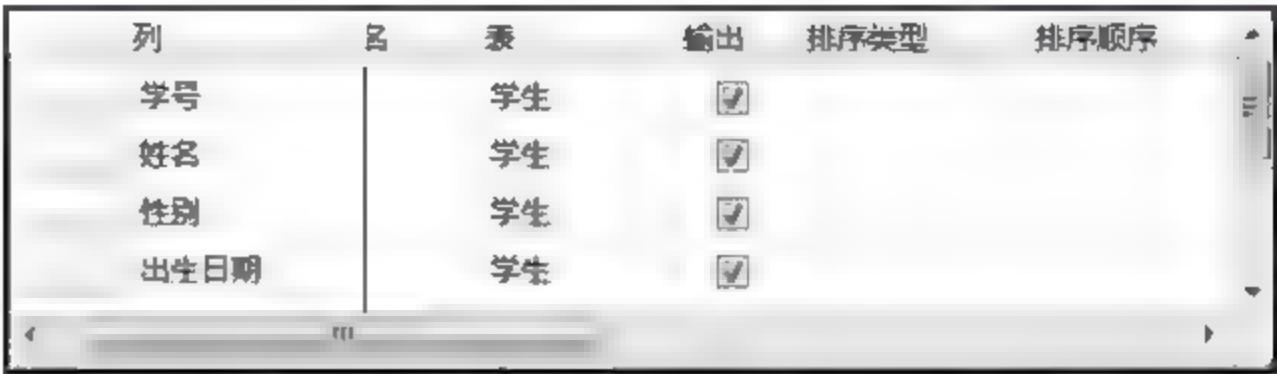 列 名 表 输出 排序类型 排序顺序
学号 学生
姓名 学生
性别 学生
出生日期 学生